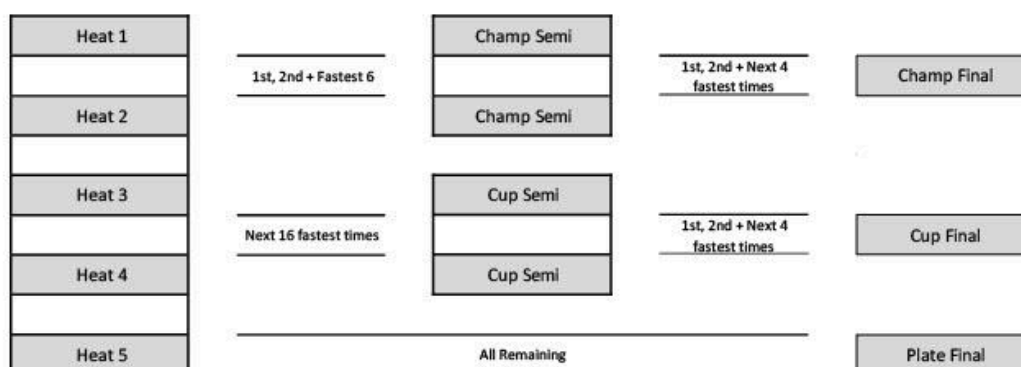 Heat 1
Champ Semi
1st, 2nd + Fastest 6
1st, 2nd + Next 4
fastest times
Champ Final
Heat 2
Champ Semi
Heat 3
Cup Semi
Next 16 fastest times
1st, 2nd + Next 4
fastest times
Cup Final
Heat 4
Cup Semi
Heat 5
All Remaining
Plate Final